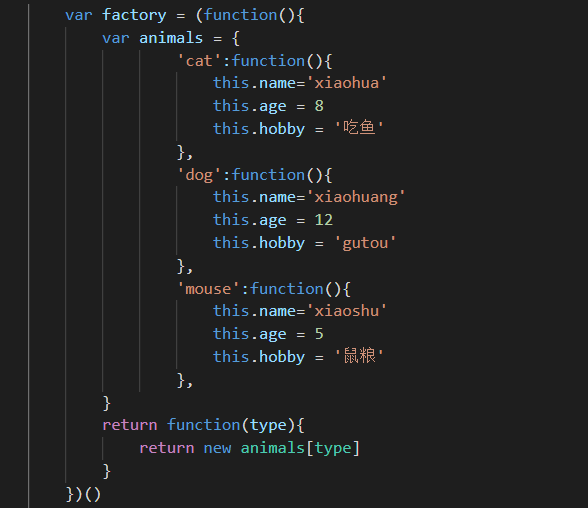 var factory = (function(){
    var animals = {
            'cat':function(){
                this.name='xiaohua'
                this.age = 8
                this.hobby = '吃鱼'
            },
            'dog':function(){
                this.name='xiaohuang'
                this.age = 12
                this.hobby = 'gutou'
            },
            'mouse':function(){
                this.name='xiaoshu'
                this.age = 5
                this.hobby = '鼠粮'
            },
    }
    return function(type){
        return new animals[type]
    }
})()